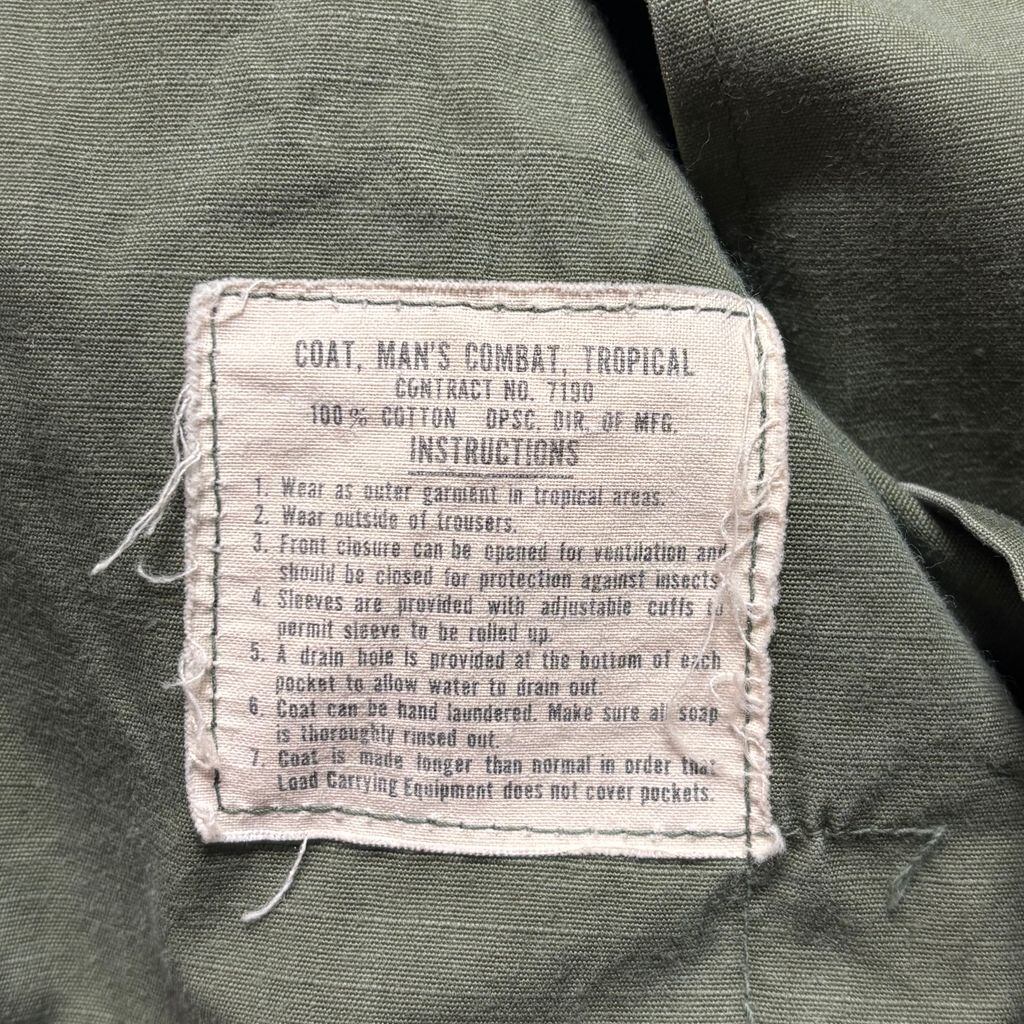 COAT, MAN'S COMBAT, TROPICAL
CONTRACT NO. 7190
100% COTTON DPSC. DIR. OF MFG.
INSTRUCTIONS
1. Wear as outer garment in tropical areas.
2. Wear outside of trousers.
3. Front closure can be opened for ventilation and
should be closed for protection against insects
4. Sleeves are provided with adjustable cuffs to
permit sleeve to be rolled up.
5. A drain hole is provided at the bottom of each
pocket to allow water to drain out.
6. Coat can be hand laundered. Make sure all soap
is thoroughly rinsed out.
7. Coat is made longer than normal in order that
Load Carrying Equipment does not cover pockets.